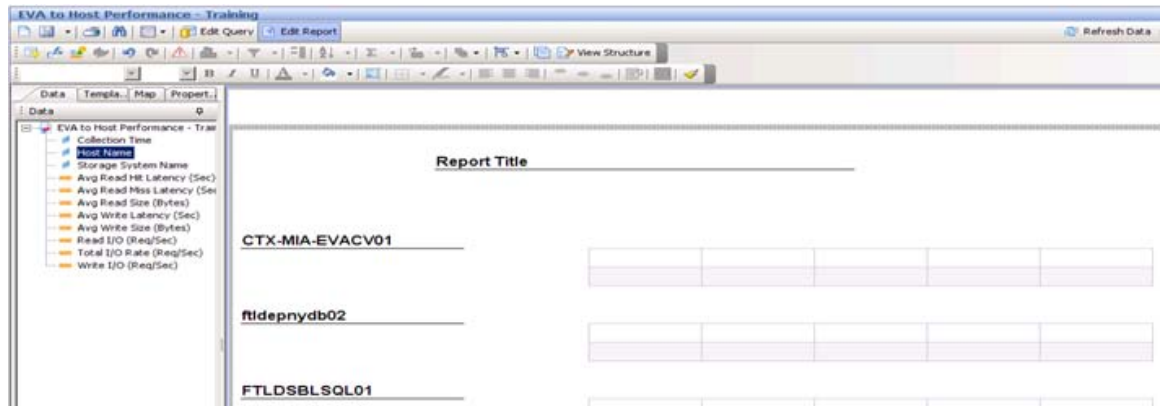 EVA to Host Performance - Training
Edit Query Edit Report Refresh Data
View Structure
B I U A
Data Templa.. Map Propert..
Data
EVA to Host Performance - Trai
Collection Time
Host Name
Storage System Name
Avg Read Hit Latency (Sec)
Avg Read Miss Latency (Sec
Avg Read Size (Bytes)
Avg Write Latency (Sec)
Avg Write Size (Bytes)
Read I/O (Req/Sec)
Total I/O Rate (Req/Sec)
Write I/O (Req/Sec)
Report Title
CTX-MIA-EVACV01
ftldepnydb02
FTLDSBLSQL01